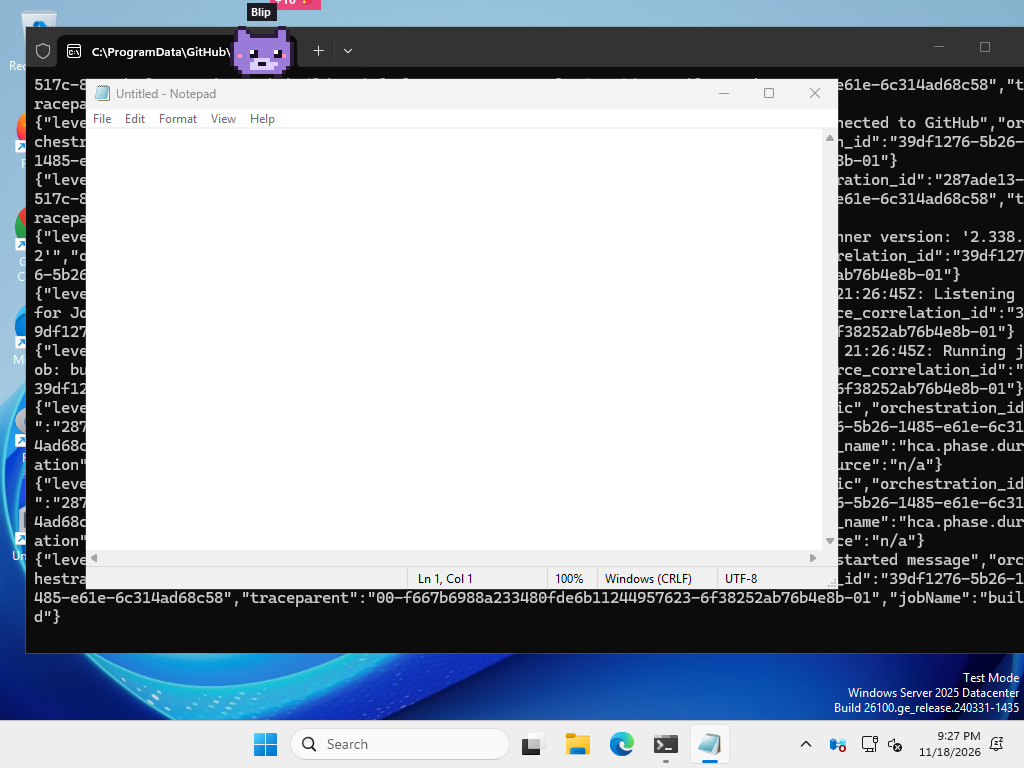 +10
Blip
C:\ProgramData\GitHub\
Untitled - Notepad
File Edit Format View Help
517c-8
e61e-6c314ad68c58","t
racepa
{"leve
nected to GitHub","or
chestr
n_id":"39df1276-5b26-
1485-e
8b-01"}
{"leve
ration_id":"287ade13-
517c-8
e61e-6c314ad68c58","t
racepa
{"leve
nner version: '2.338.
2'","o
relation_id":"39df127
6-5b26
ab76b4e8b-01"}
{"leve
21:26:45Z: Listening
for Jo
ce_correlation_id":"3
9df127
f38252ab76b4e8b-01"}
{"leve
21:26:45Z: Running j
ob: bu
rce_correlation_id":"
39df12
6f38252ab76b4e8b-01"}
{"leve
ic","orchestration_id
":"287
6-5b26-1485-e61e-6c31
4ad68c
_name":"hca.phase.dur
ation"
urce":"n/a"}
{"leve
ic","orchestration_id
":"287
6-5b26-1485-e61e-6c31
4ad68c
_name":"hca.phase.dur
ation"
ce":"n/a"}
{"leve
started message","orc
hestra
_id":"39df1276-5b26-1
485-e61e-6c314ad68c58","traceparent":"00-f667b6988a233480fde6b11244957623-6f38252ab76b4e8b-01","jobName":"buil
d"}
Ln 1, Col 1 100% Windows (CRLF) UTF-8
Test Mode
Windows Server 2025 Datacenter
Build 26100.ge_release.240331-1435
Search
9:27 PM
11/18/2026